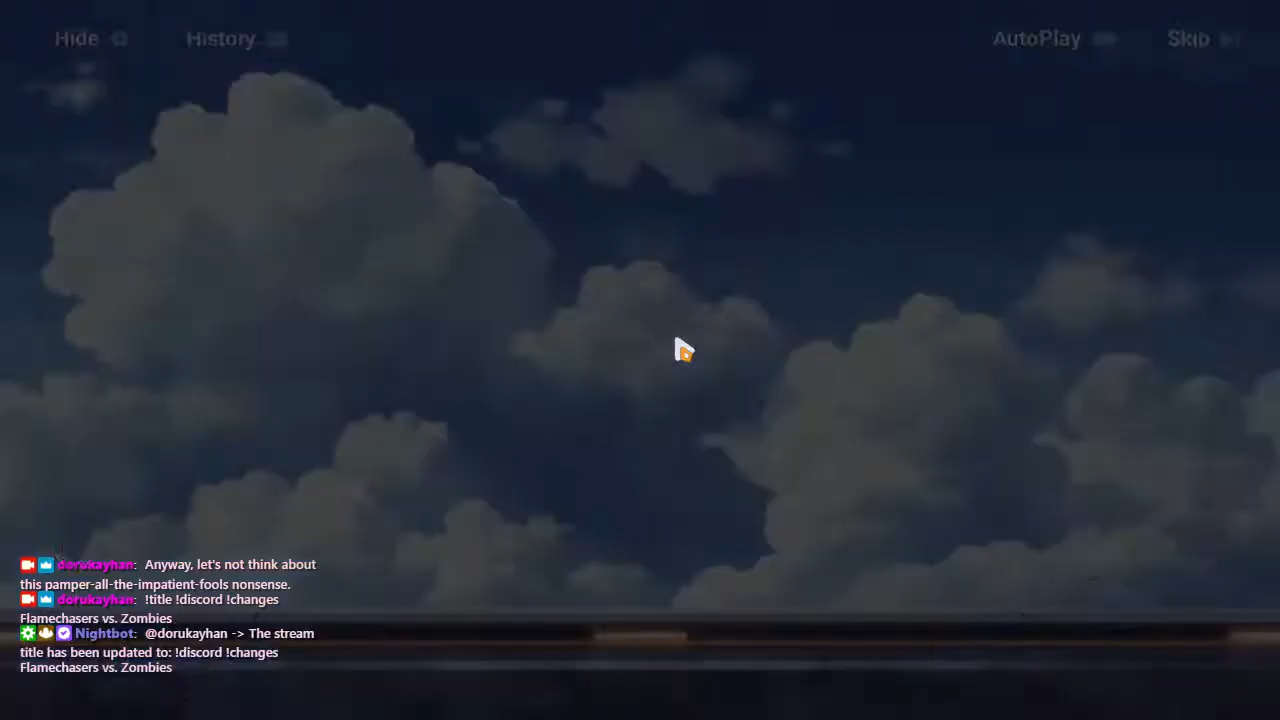 Hide
History
AutoPlay
Skip
dorukayhan: Anyway, let's not think about
this pamper-all-the-impatient-fools nonsense.
dorukayhan: !title !discord !changes
Flamechasers vs. Zombies
Nightbot: @dorukayhan -> The stream
title has been updated to: !discord !changes
Flamechasers vs. Zombies